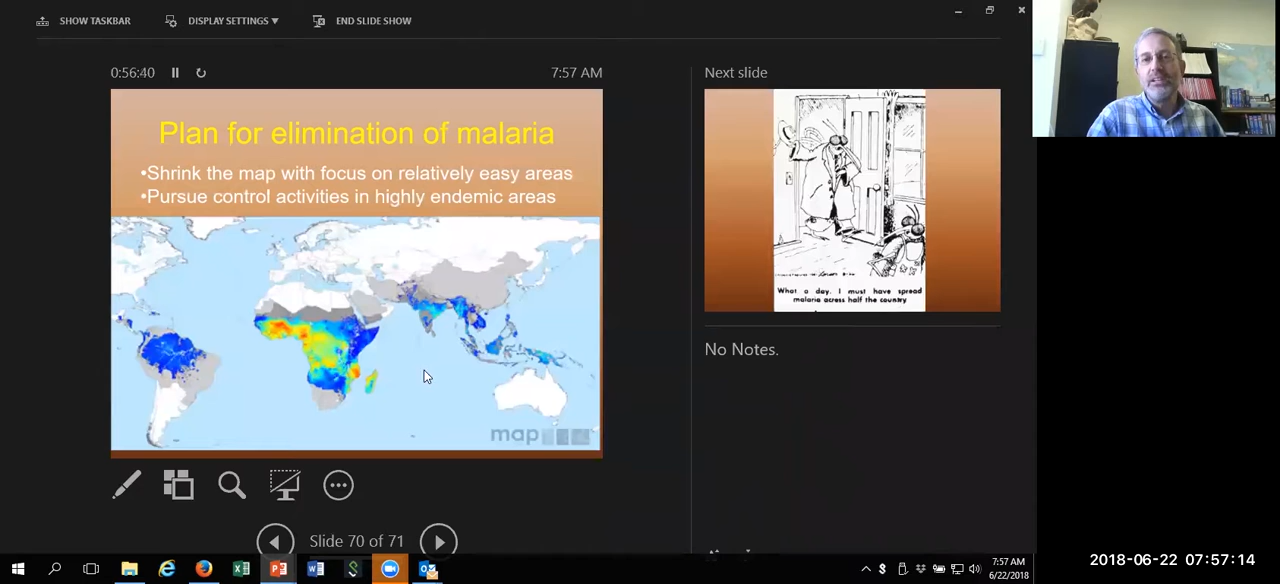 SHOW TASKBAR
DISPLAY SETTINGS ▼
END SLIDE SHOW
0:56:40
7:57 AM
Next slide
Plan for elimination of malaria
•Shrink the map with focus on relatively easy areas
•Pursue control activities in highly endemic areas
map
What a day. I must have spread
malaria across half the country
No Notes.
Slide 70 of 71
7:57 AM
6/22/2018
2018-06-22 07:57:14